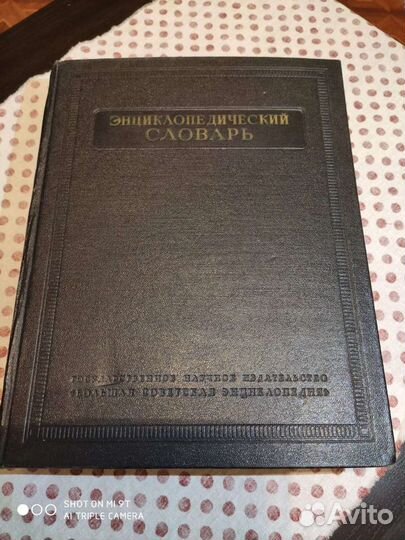 ЭНЦИКЛОПЕДИЧЕСКИЙ
СЛОВАРЬ
ГОСУДАРСТВЕННОЕ НАУЧНОЕ ИЗДАТЕЛЬСТВО
«БОЛЬШАЯ СОВЕТСКАЯ ЭНЦИКЛОПЕДИЯ»
SHOT ON MI 9T
AI TRIPLE CAMERA
Avito